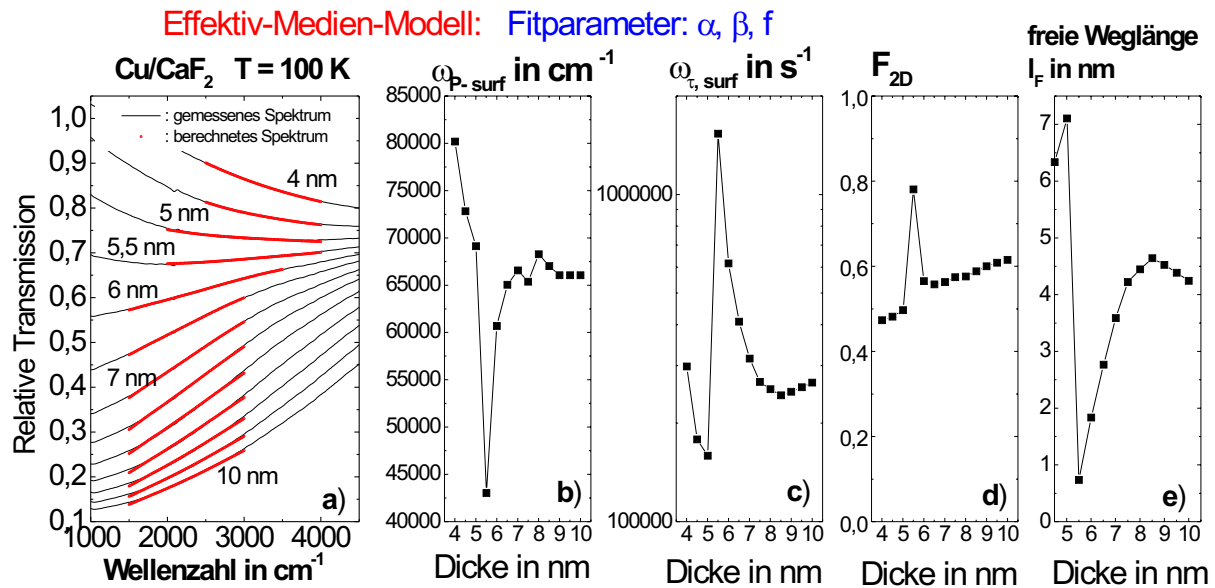 Effektiv-Medien-Modell: Fitparameter: α, β, f
Cu/CaF2 T = 100 K
ωP- surf in cm-1
ωτ, surf in s-1
F2D
freie Weglänge
lF in nm
: gemessenes Spektrum
: berechnetes Spektrum
Relative Transmission
1,0
0,9
0,8
0,7
0,6
0,5
0,4
0,3
0,2
0,1
4 nm
5 nm
5,5 nm
6 nm
7 nm
10 nm
a)
1000 2000 3000 4000
Wellenzahl in cm-1
85000
80000
75000
70000
65000
60000
55000
50000
45000
40000
b)
4 5 6 7 8 9 10
Dicke in nm
1000000
100000
c)
4 5 6 7 8 9 10
Dicke in nm
1,0
0,8
0,6
0,4
0,2
0,0
d)
4 5 6 7 8 9 10
Dicke in nm
7
6
5
4
3
2
1
0
e)
5 6 7 8 9 10
Dicke in nm